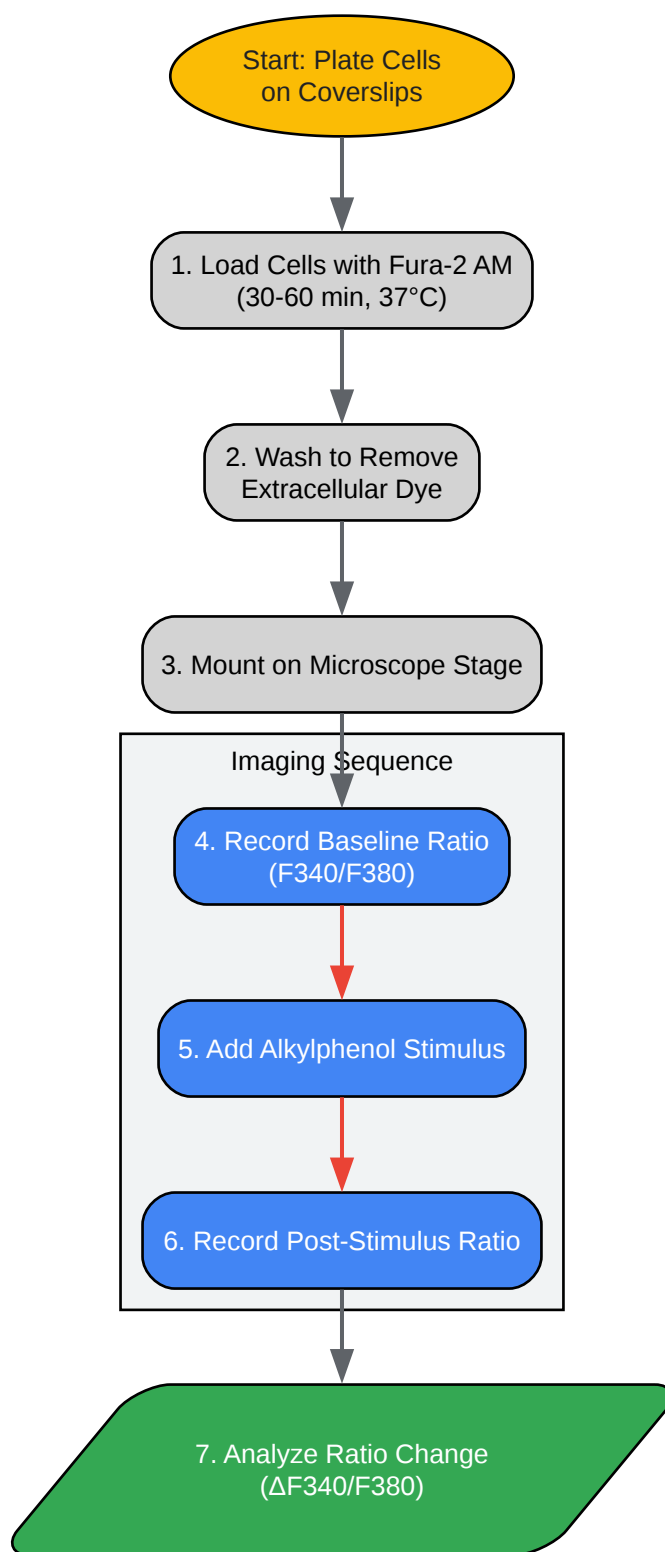 Start: Plate Cells
on Coverslips
1. Load Cells with Fura-2 AM
(30-60 min, 37°C)
2. Wash to Remove
Extracellular Dye
3. Mount on Microscope Stage
Imaging Sequence
4. Record Baseline Ratio
(F340/F380)
5. Add Alkylphenol Stimulus
6. Record Post-Stimulus Ratio
7. Analyze Ratio Change
(ΔF340/F380)